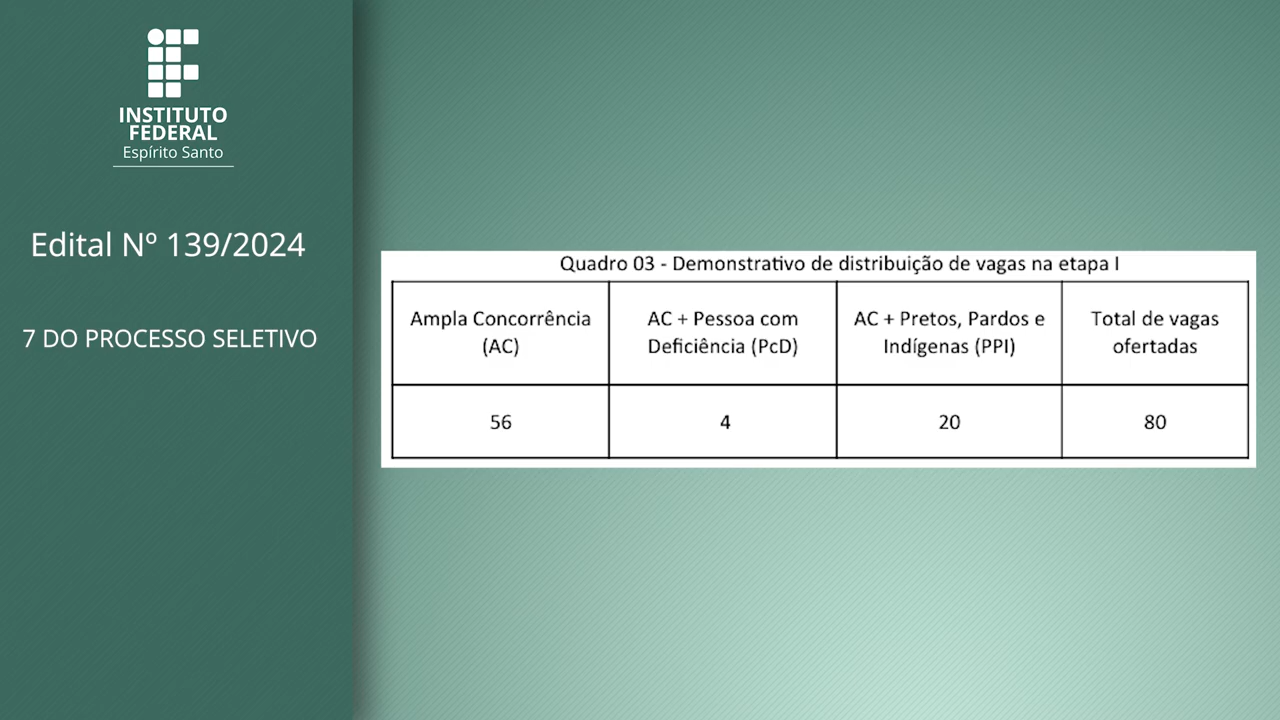 INSTITUTO
FEDERAL
Espírito Santo
Edital Nº 139/2024
7 DO PROCESSO SELETIVO
Quadro 03 - Demonstrativo de distribuição de vagas na etapa I
Ampla Concorrência
(AC)
AC + Pessoa com
Deficiência (PcD)
AC + Pretos, Pardos e
Indígenas (PPI)
Total de vagas
ofertadas
56
4
20
80